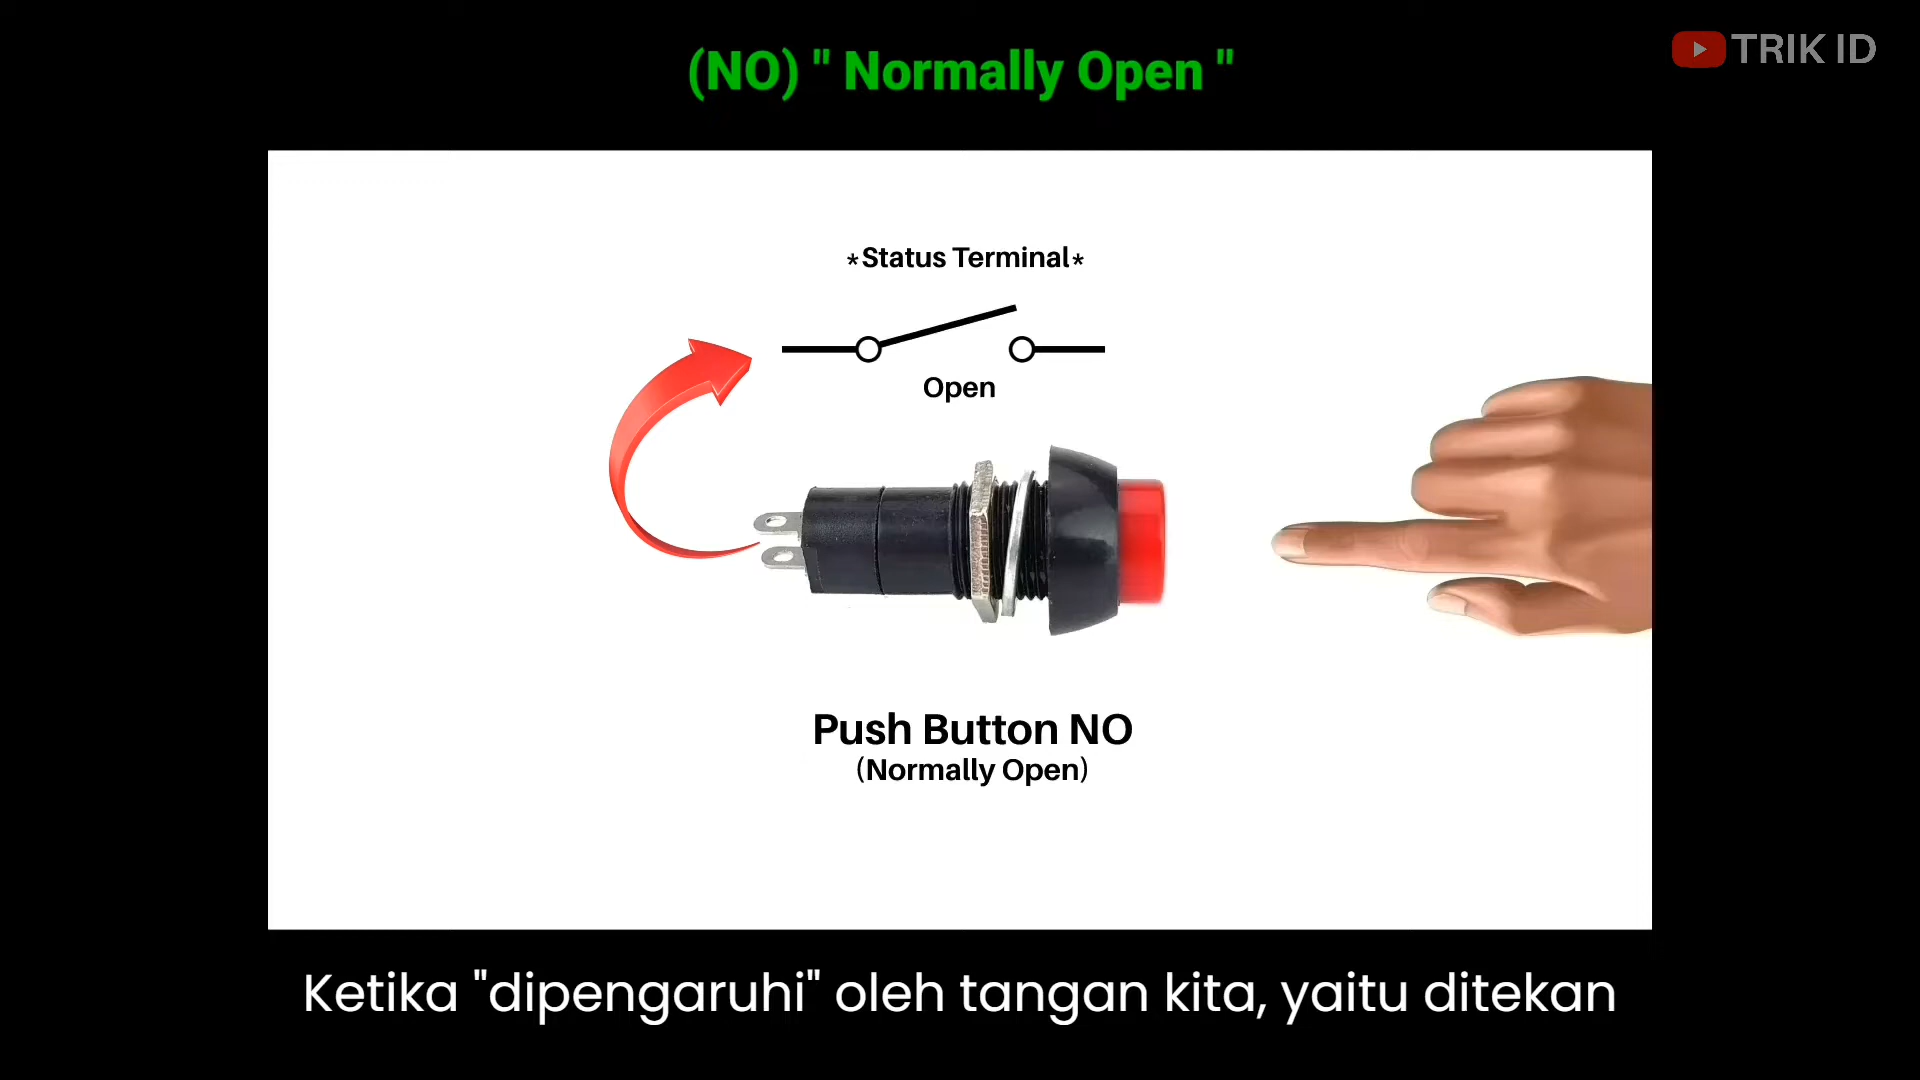 (NO) " Normally Open "
TRIK ID
*Status Terminal*
Open
Push Button NO
(Normally Open)
Ketika "dipengaruhi" oleh tangan kita, yaitu ditekan